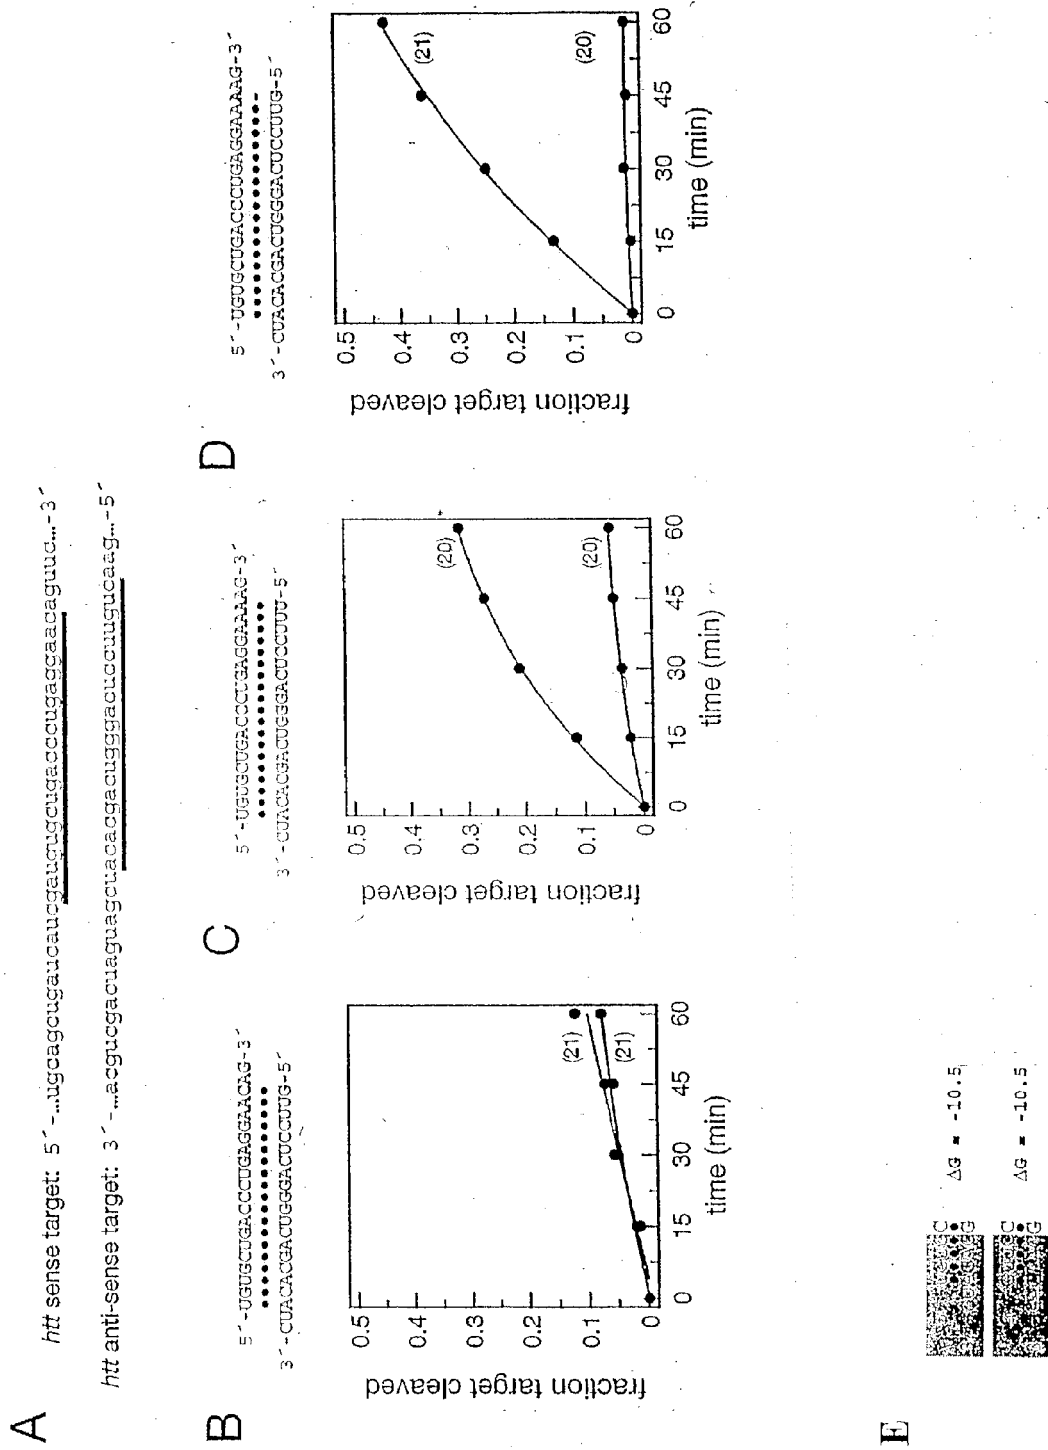 A
htt sense target: 5´-...ugcagcugaucaucgaugugcugacccugaggaacaguuc...-3´
htt anti-sense target: 3´-...acgucgacuaguagcuacacgacugggacuccuugucaag...-5´
B
5´-UGUGCUGACCCUGAGGAACAG-3´
3´-CUACACGACUGGGACUCCUUG-5´
fraction target cleaved
0.5
0.4
0.3
0.2
0.1
0
(21)
(21)
0 15 30 45 60
time (min)
C
5´-UGUGCUGACCCUGAGGAAAAG-3´
3´-CUACACGACUGGGACUCCUUU-5´
fraction target cleaved
0.5
0.4
0.3
0.2
0.1
0
(20)
(20)
0 15 30 45 60
time (min)
D
5´-UGUGCUGACCCUGAGGAAAAG-3´
3´-CUACACGACUGGGACUCCUUG-5´
fraction target cleaved
0.5
0.4
0.3
0.2
0.1
0
(21)
(20)
0 15 30 45 60
time (min)
E
ΔG = -10.5
ΔG = -10.5